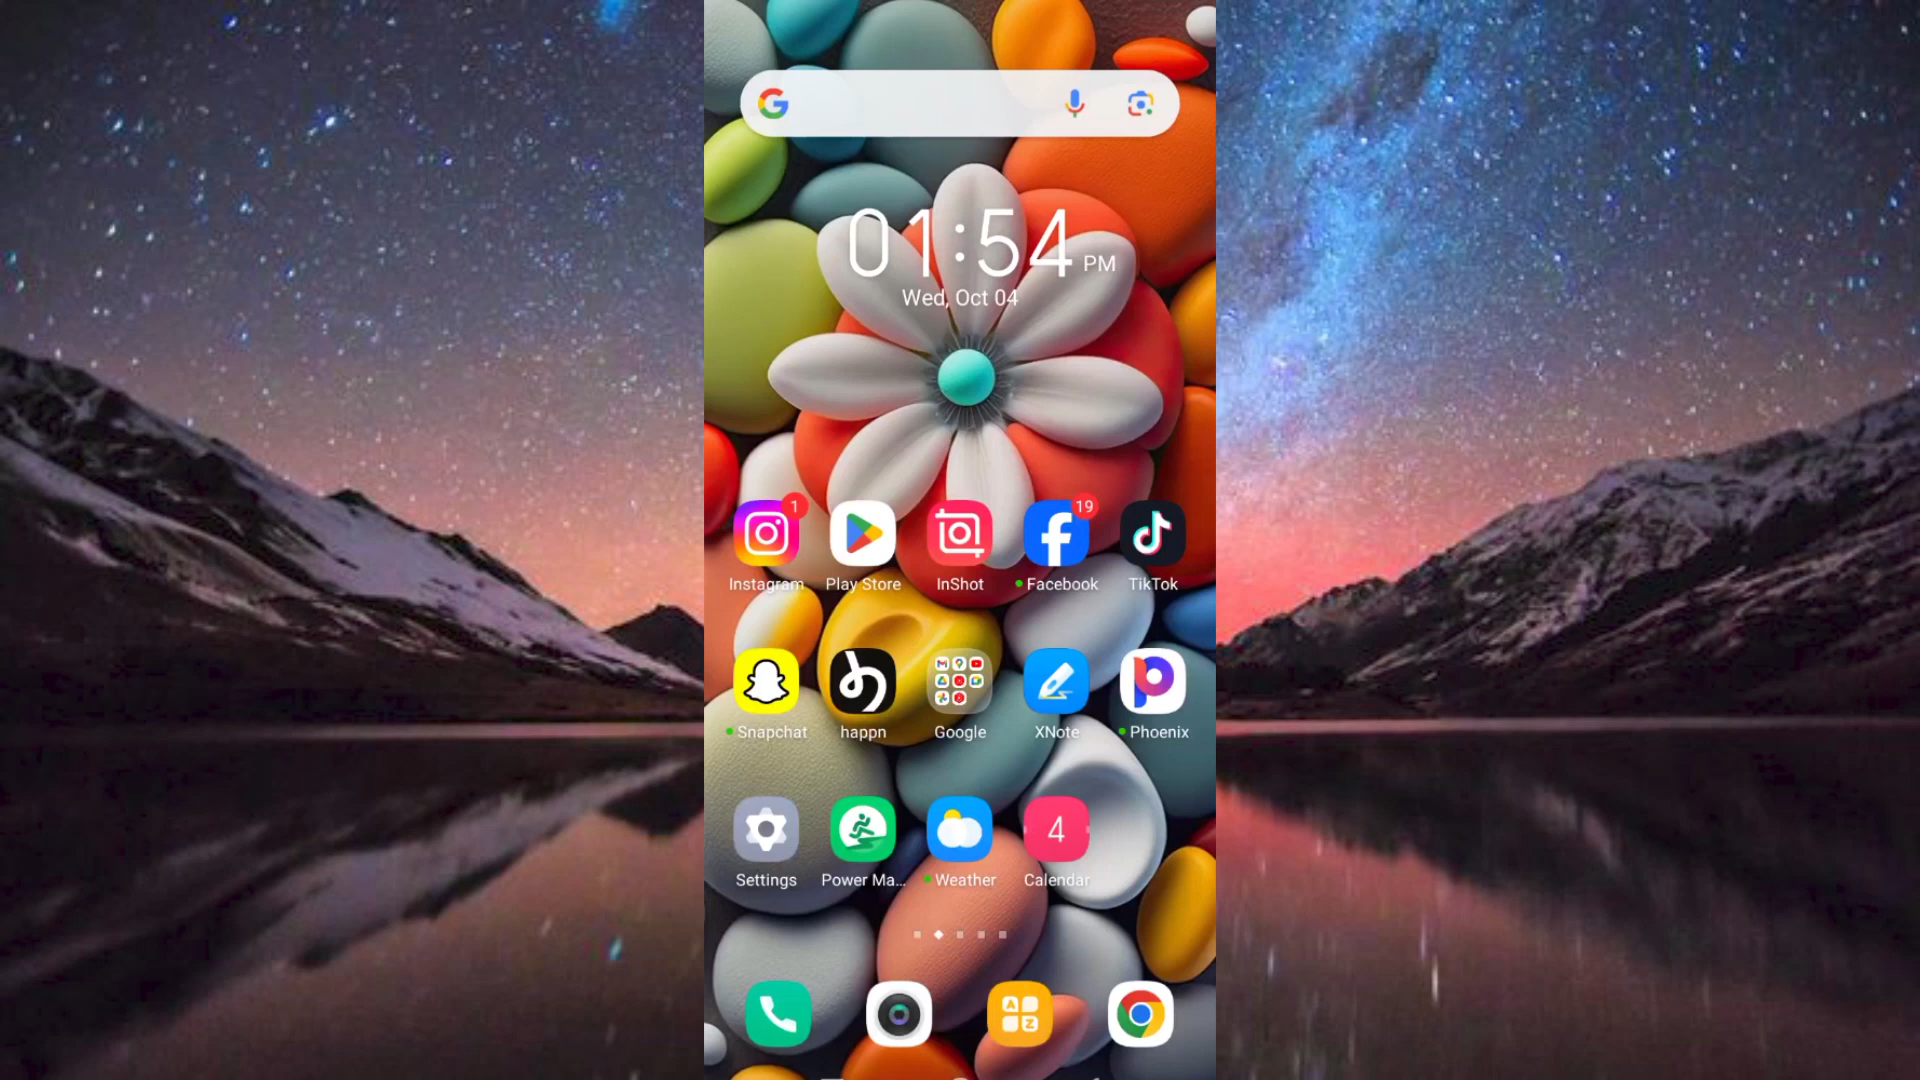 01:54 PM
Wed, Oct 04
1
19
Instagram
Play Store
InShot
Facebook
TikTok
Snapchat
happn
Google
XNote
Phoenix
4
Settings
Power Ma...
Weather
Calendar
A
Z